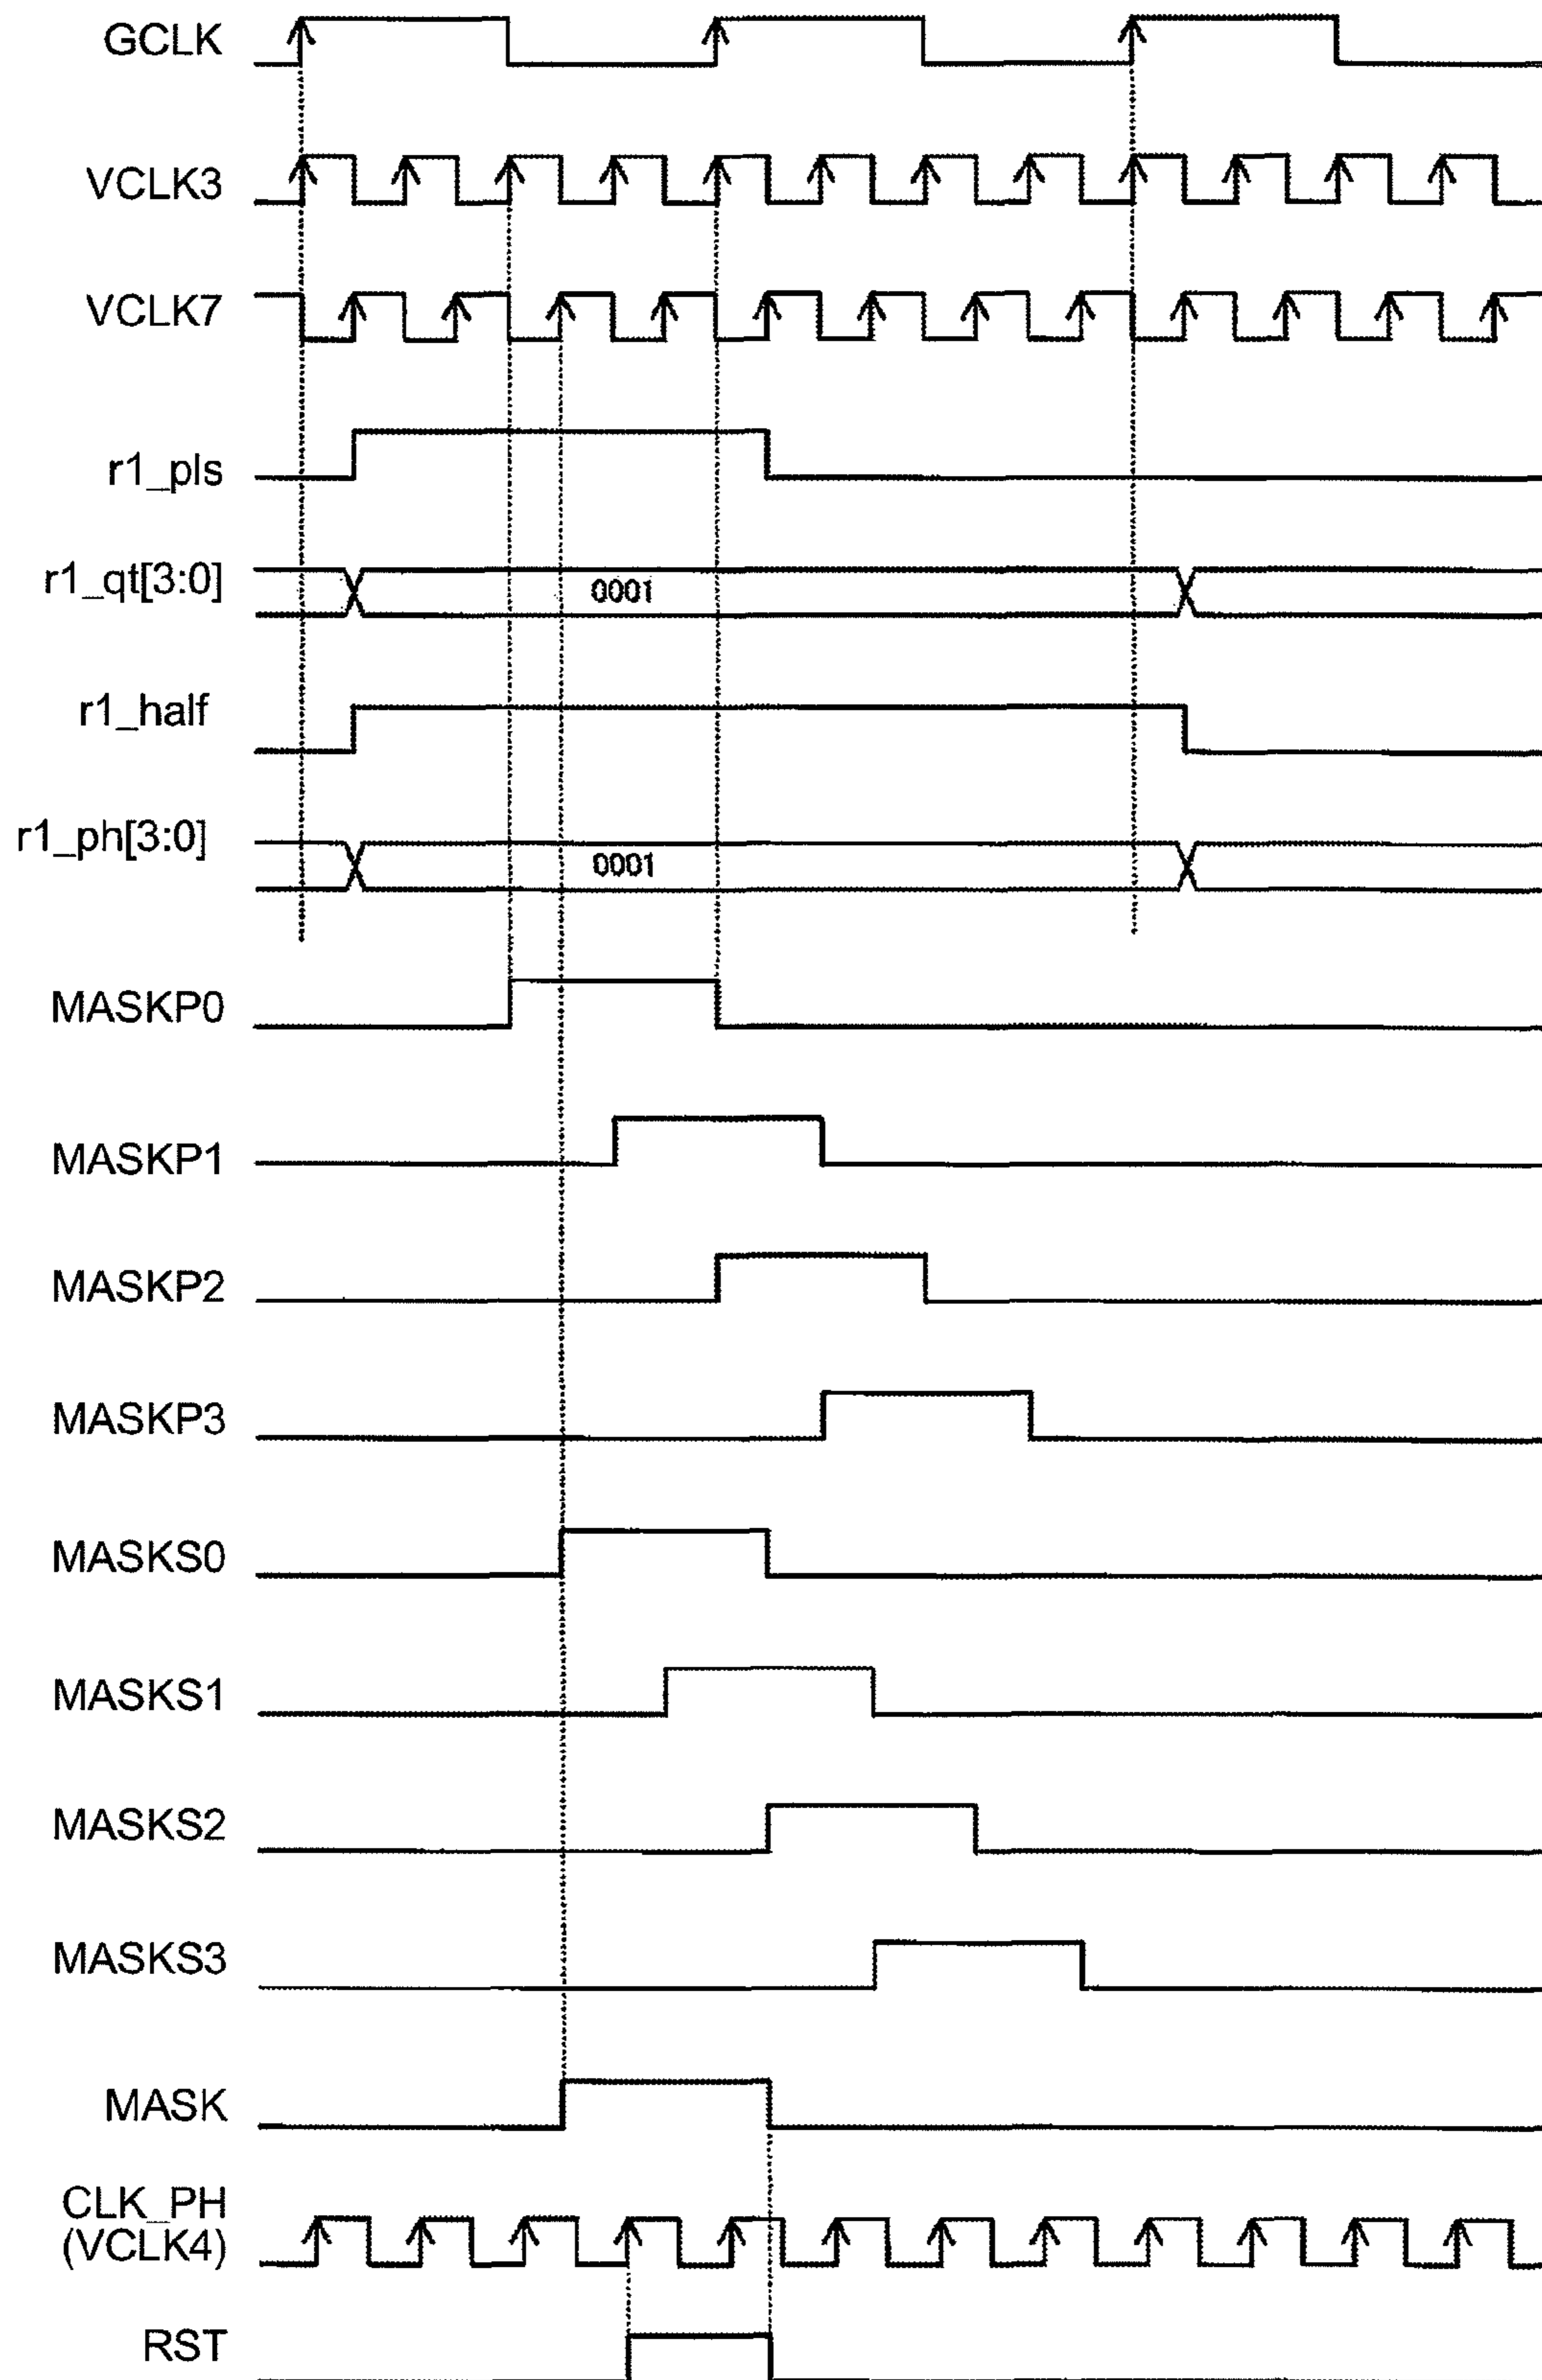 GCLK
VCLK3
VCLK7
r1_pls
r1_qt[3:0]
0001
r1_half
r1_ph[3:0]
0001
MASKP0
MASKP1
MASKP2
MASKP3
MASKS0
MASKS1
MASKS2
MASKS3
MASK
CLK_PH
(VCLK4)
RST